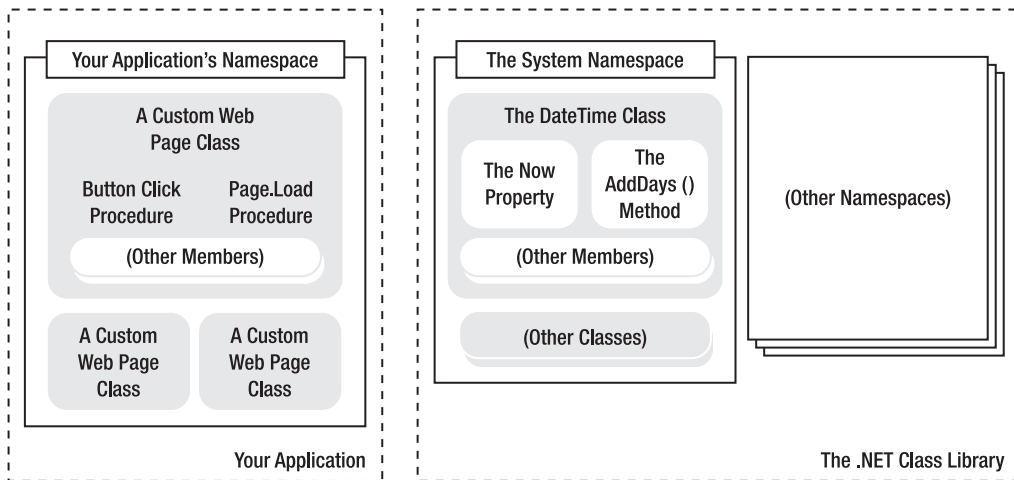 Your Application's Namespace
A Custom Web
Page Class
Button Click
Procedure
Page.Load
Procedure
(Other Members)
A Custom
Web Page
Class
A Custom
Web Page
Class
Your Application
The System Namespace
The DateTime Class
The Now
Property
The
AddDays ()
Method
(Other Members)
(Other Classes)
(Other Namespaces)
The .NET Class Library